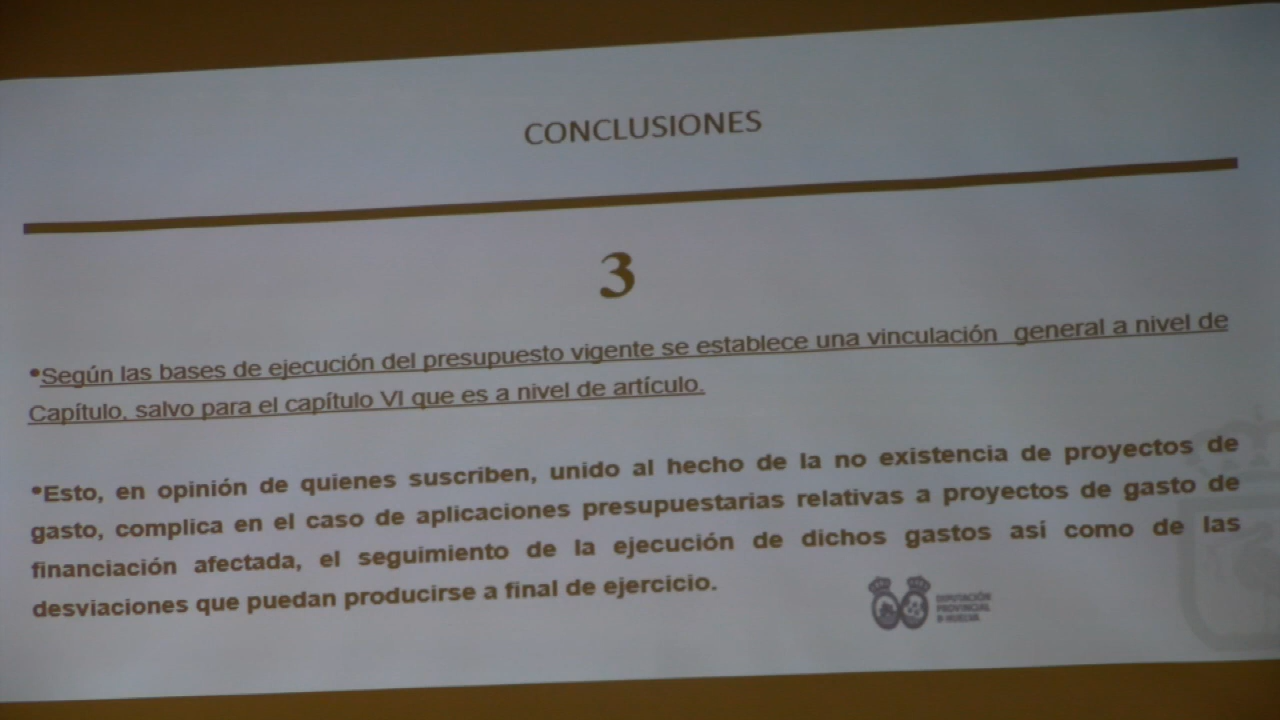 CONCLUSIONES
3
•Según las bases de ejecución del presupuesto vigente se establece una vinculación general a nivel de
Capítulo, salvo para el capítulo VI que es a nivel de artículo.
•Esto, en opinión de quienes suscriben, unido al hecho de la no existencia de proyectos de
gasto, complica en el caso de aplicaciones presupuestarias relativas a proyectos de gasto de
financiación afectada, el seguimiento de la ejecución de dichos gastos así como de las
desviaciones que puedan producirse a final de ejercicio.
DIPUTACIÓN
PROVINCIAL
D HUELVA